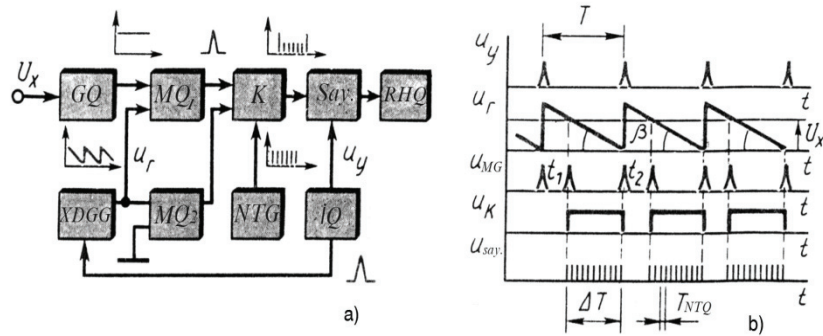 U_x
GQ
MQ_1
K
Say.
RHQ
u_r
u_y
XDGG
MQ_2
NTG
İQ
a)
T
u_y
t
u_r
β
U_x
t
u_MG
t_1
t_2
t
u_K
t
u_say.
t
ΔT
T_NTQ
b)